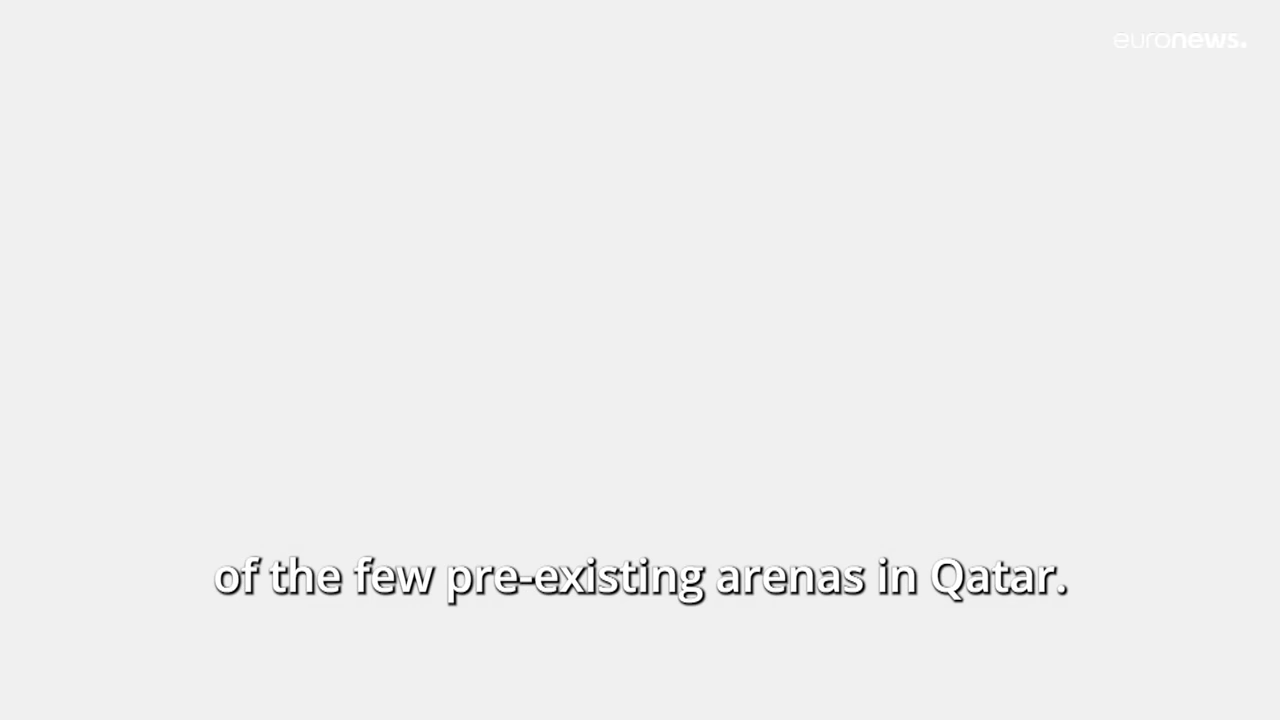 euronews.
of the few pre-existing arenas in Qatar.